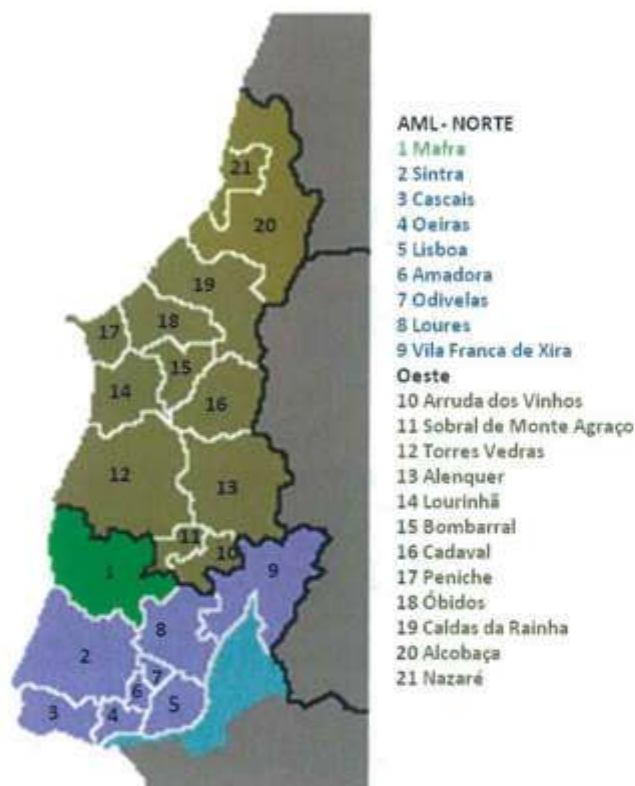 AML - NORTE
1 Mafra
2 Sintra
3 Cascais
4 Oeiras
5 Lisboa
6 Amadora
7 Odivelas
8 Loures
9 Vila Franca de Xira
Oeste
10 Arruda dos Vinhos
11 Sobral de Monte Agraço
12 Torres Vedras
13 Alenquer
14 Lourinhã
15 Bombarral
16 Cadaval
17 Peniche
18 Óbidos
19 Caldas da Rainha
20 Alcobaça
21 Nazaré
21
20
19
18
17
15
14
16
12
13
11
10
9
1
8
2
7
6
5
3
4